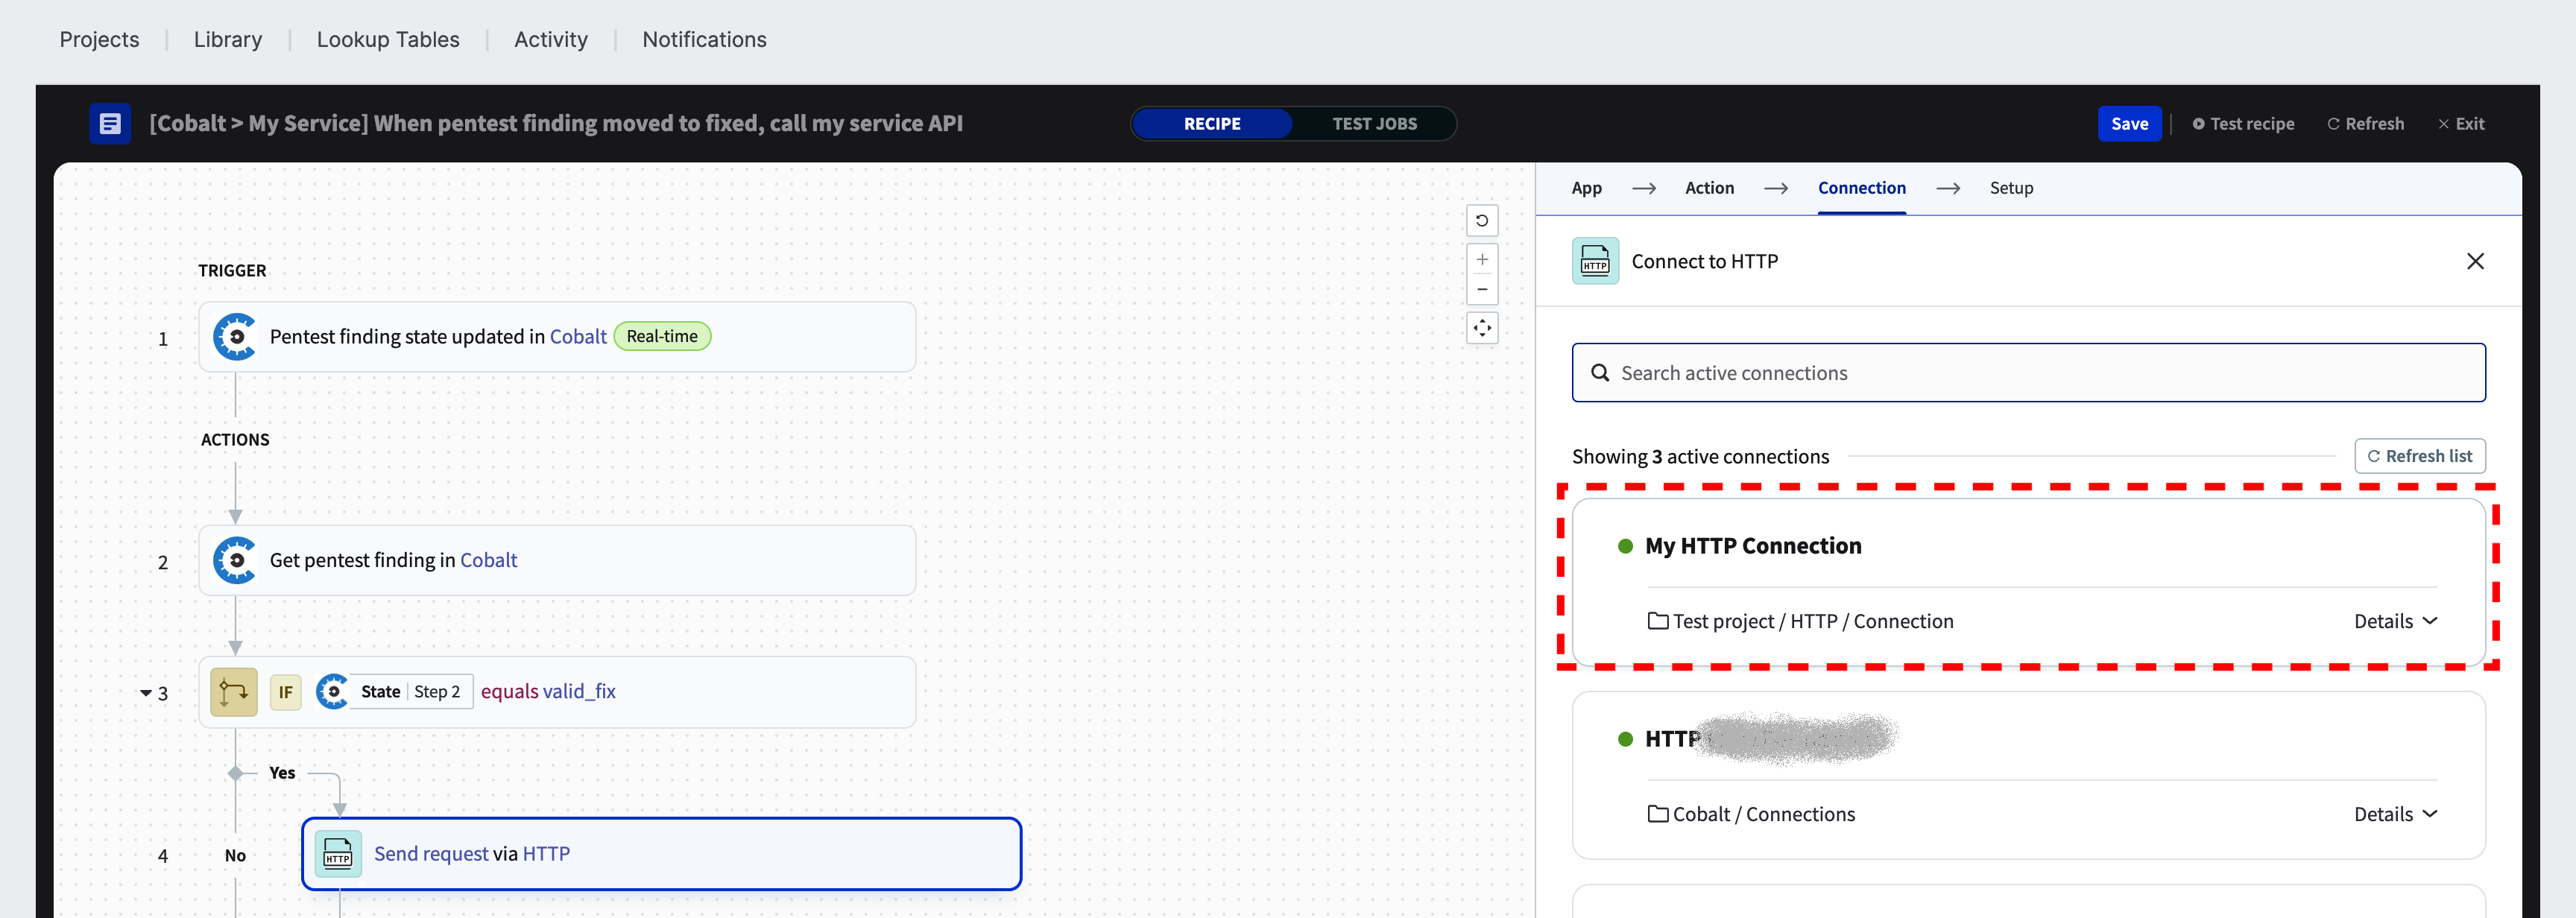 Projects | Library | Lookup Tables | Activity | Notifications
[Cobalt > My Service] When pentest finding moved to fixed, call my service API
RECIPE TEST JOBS
Save | Test recipe Refresh Exit
TRIGGER
1 Pentest finding state updated in Cobalt Real-time
ACTIONS
2 Get pentest finding in Cobalt
3 IF State | Step 2 equals valid_fix
Yes
4 No HTTP Send request via HTTP
App → Action → Connection → Setup
HTTP Connect to HTTP
Search active connections
Showing 3 active connections Refresh list
My HTTP Connection
Test project / HTTP / Connection Details
HTTP
Cobalt / Connections Details